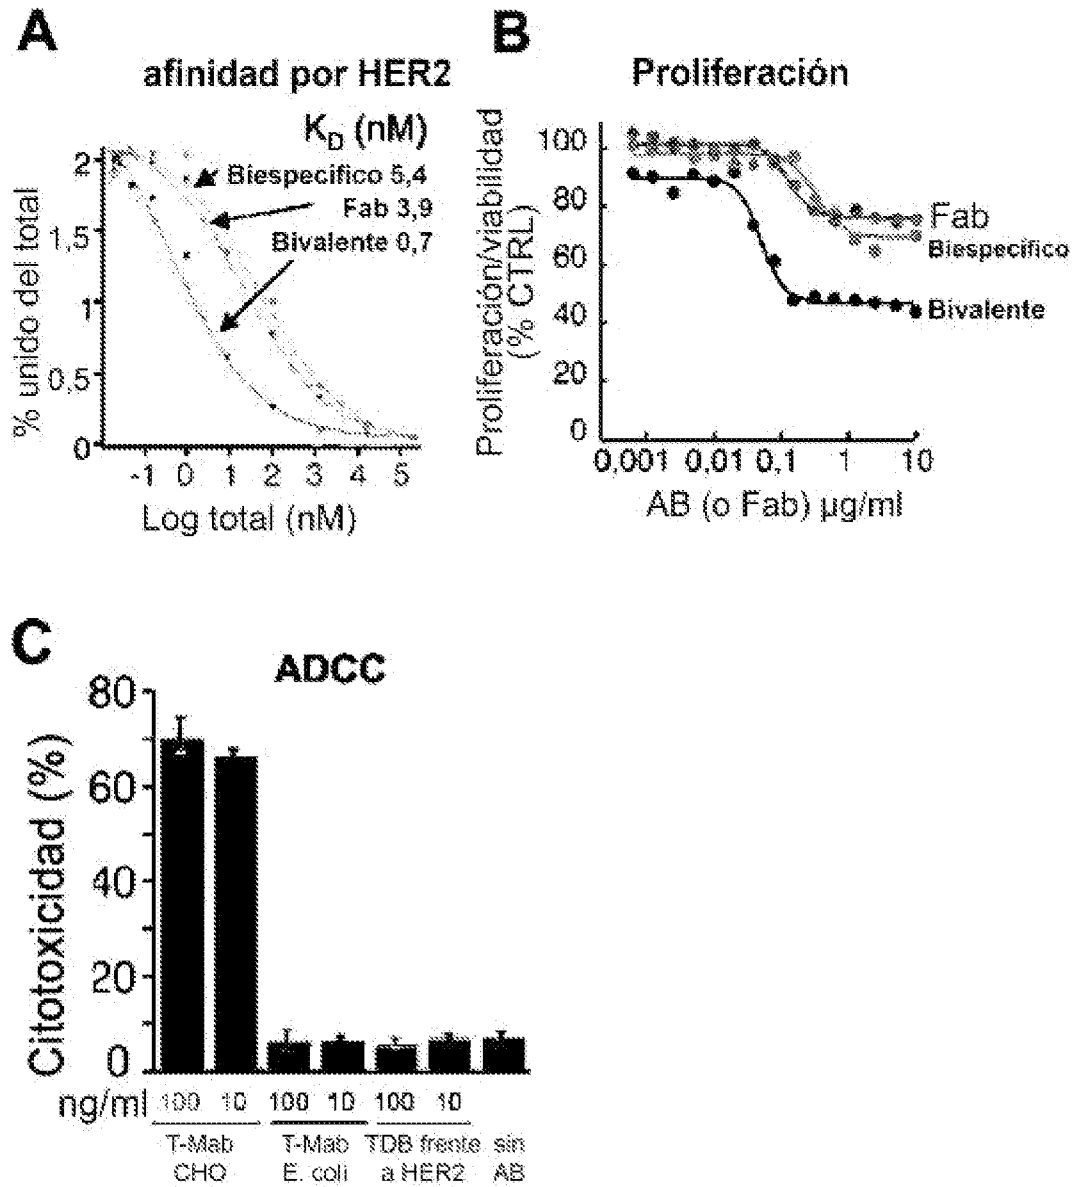 A
afinidad por HER2
K_D (nM)
Biespecifico 5,4
Fab 3,9
Bivalente 0,7
% unido del total
2
1,5
1
0,5
0
-1 0 1 2 3 4 5
Log total (nM)
B
Proliferación
Proliferación/viabilidad
(% CTRL)
100
80
60
40
20
0
Fab
Biespecifico
Bivalente
0,001 0,01 0,1 1 10
AB (o Fab) µg/ml
C
ADCC
Citotoxicidad (%)
80
60
40
20
0
ng/ml 100 10 100 10 100 10
T-Mab T-Mab TDB frente sin
CHO E. coli a HER2 AB